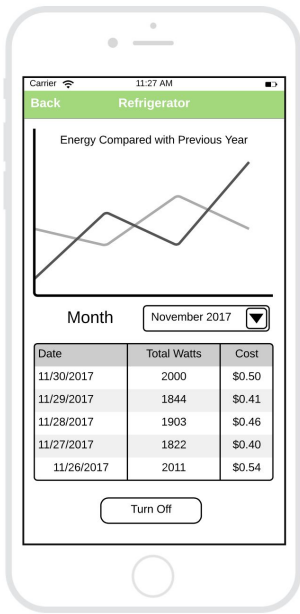 Carrier 11:27 AM
Back Refrigerator
Energy Compared with Previous Year
Month November 2017
Date Total Watts Cost
11/30/2017 2000 $0.50
11/29/2017 1844 $0.41
11/28/2017 1903 $0.46
11/27/2017 1822 $0.40
11/26/2017 2011 $0.54
Turn Off